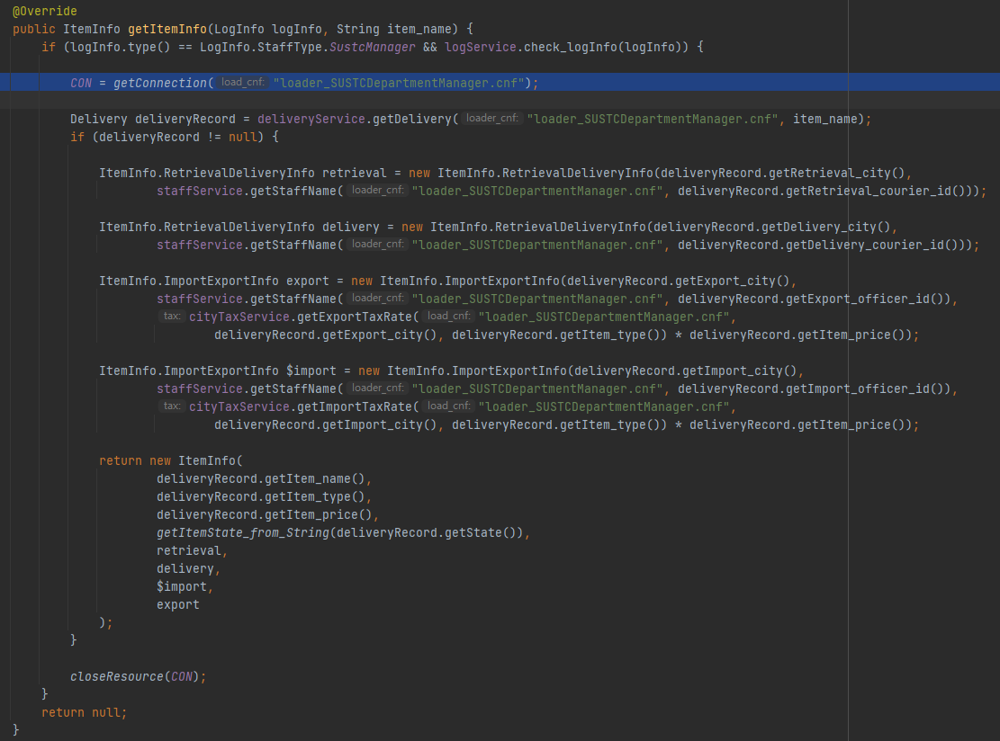 @Override
public ItemInfo getItemInfo(LogInfo logInfo, String item_name) {
if (logInfo.type() == LogInfo.StaffType.SustcManager && logService.check_logInfo(logInfo)) {
CON = getConnection( load_cnf: "loader_SUSTCDepartmentManager.cnf");
Delivery deliveryRecord = deliveryService.getDelivery( loader_cnf: "loader_SUSTCDepartmentManager.cnf", item_name);
if (deliveryRecord != null) {
ItemInfo.RetrievalDeliveryInfo retrieval = new ItemInfo.RetrievalDeliveryInfo(deliveryRecord.getRetrieval_city(),
staffService.getStaffName( loader_cnf: "loader_SUSTCDepartmentManager.cnf", deliveryRecord.getRetrieval_courier_id()));
ItemInfo.RetrievalDeliveryInfo delivery = new ItemInfo.RetrievalDeliveryInfo(deliveryRecord.getDelivery_city(),
staffService.getStaffName( loader_cnf: "loader_SUSTCDepartmentManager.cnf", deliveryRecord.getDelivery_courier_id()));
ItemInfo.ImportExportInfo export = new ItemInfo.ImportExportInfo(deliveryRecord.getExport_city(),
staffService.getStaffName( loader_cnf: "loader_SUSTCDepartmentManager.cnf", deliveryRecord.getExport_officer_id()),
tax: cityTaxService.getExportTaxRate( load_cnf: "loader_SUSTCDepartmentManager.cnf",
deliveryRecord.getExport_city(), deliveryRecord.getItem_type()) * deliveryRecord.getItem_price());
ItemInfo.ImportExportInfo $import = new ItemInfo.ImportExportInfo(deliveryRecord.getImport_city(),
staffService.getStaffName( loader_cnf: "loader_SUSTCDepartmentManager.cnf", deliveryRecord.getImport_officer_id()),
tax: cityTaxService.getImportTaxRate( load_cnf: "loader_SUSTCDepartmentManager.cnf",
deliveryRecord.getImport_city(), deliveryRecord.getItem_type()) * deliveryRecord.getItem_price());
return new ItemInfo(
deliveryRecord.getItem_name(),
deliveryRecord.getItem_type(),
deliveryRecord.getItem_price(),
getItemState_from_String(deliveryRecord.getState()),
retrieval,
delivery,
$import,
export
);
}
closeResource(CON);
}
return null;
}